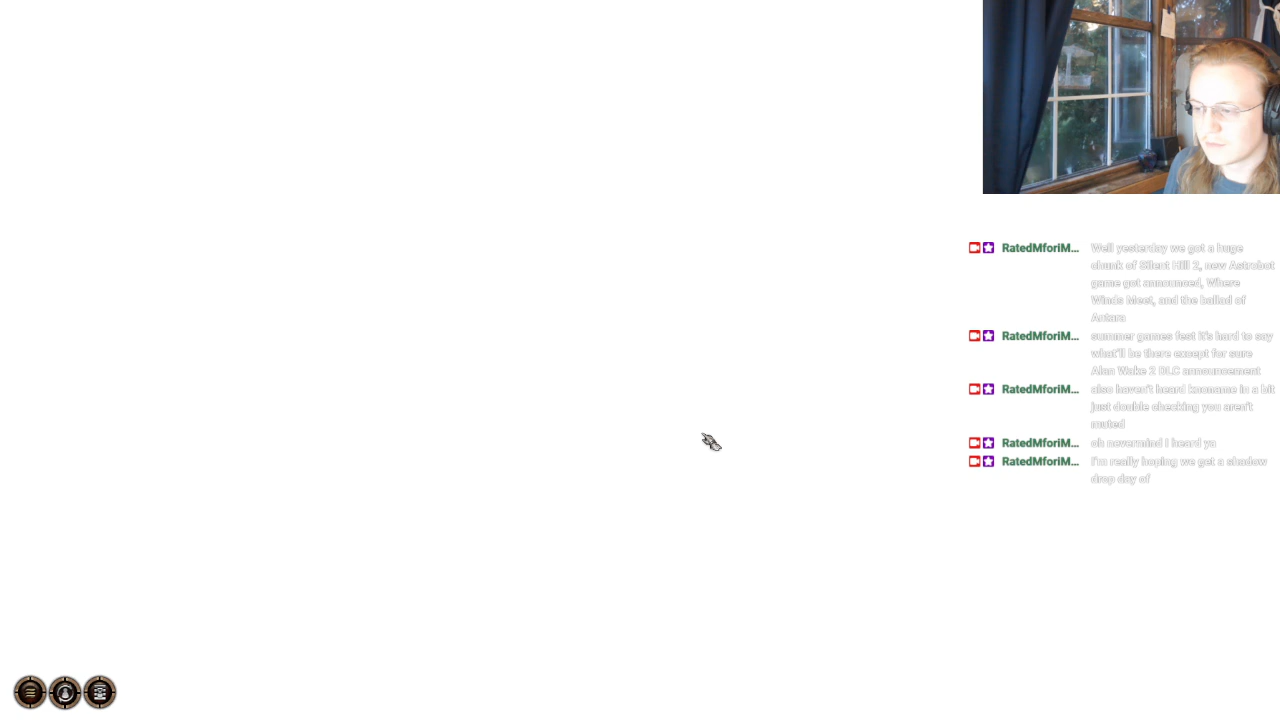 RatedMforiM... Well yesterday we got a huge
chunk of Silent Hill 2, new Astrobot
game got announced, Where
Winds Meet, and the ballad of
Antara
RatedMforiM... summer games fest it's hard to say
what'll be there except for sure
Alan Wake 2 DLC announcement
RatedMforiM... also haven't heard knomanie in a bit
just double checking you aren't
muted
RatedMforiM... oh nevermind I heard ya
RatedMforiM... I'm really hoping we get a shadow
drop day of